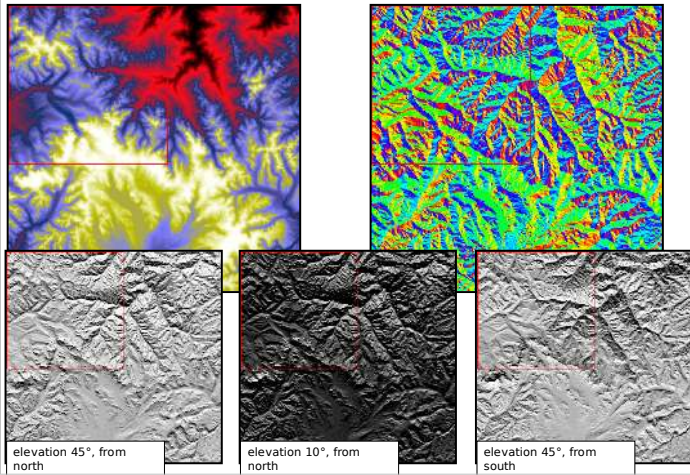 elevation 45°, from
north
elevation 10°, from
north
elevation 45°, from
south